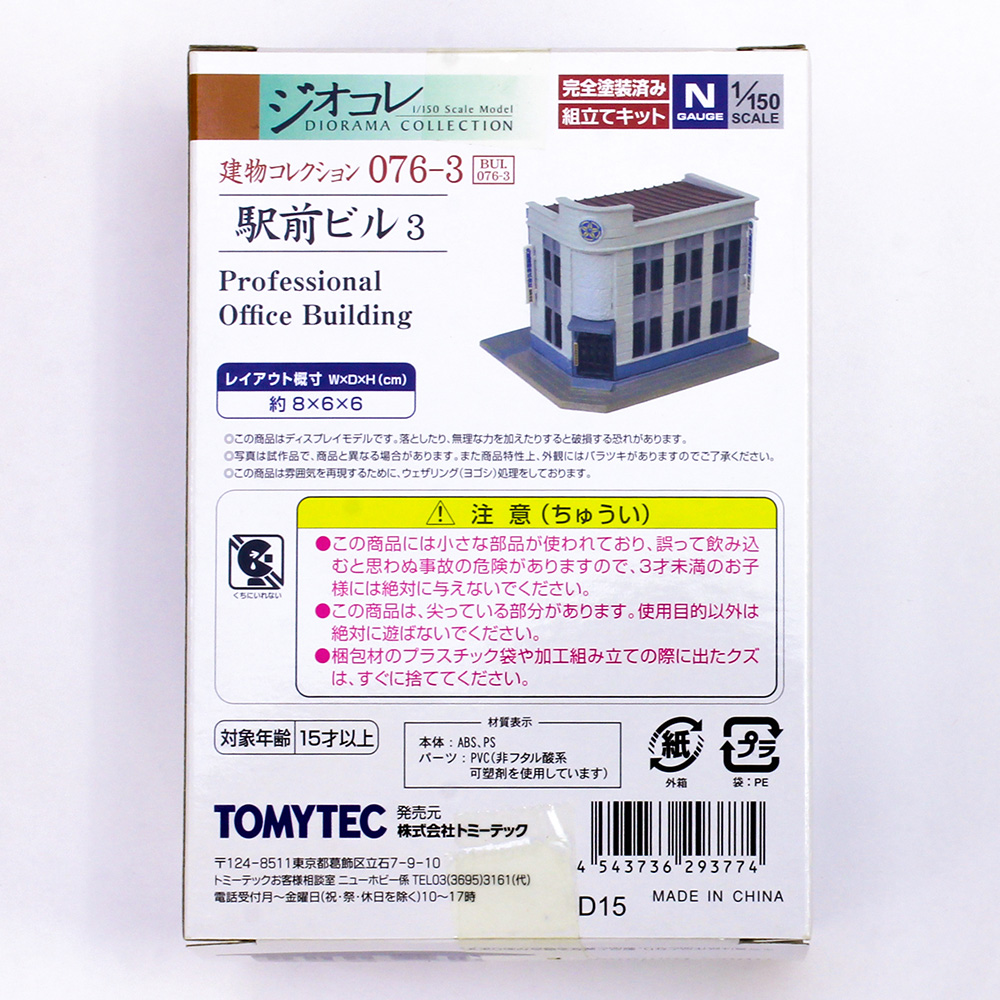 ジオコレ
1/150 Scale Model
DIORAMA COLLECTION
完全塗装済み
組立てキット
N
GAUGE
1/150
SCALE
建物コレクション 076-3
BUI.
076-3
駅前ビル 3
Professional
Office Building
レイアウト概寸 W×D×H(cm)
約 8×6×6
◎この商品はディスプレイモデルです。落としたり、無理な力を加えたりすると破損する恐れがあります。
◎写真は試作品で、商品と異なる場合があります。また商品特性上、外観にはバラツキがありますのでご了承ください。
◎この商品は雰囲気を再現するために、ウェザリング(ヨゴシ)処理をしております。
注意(ちゅうい)
くちにいれない
●この商品には小さな部品が使われており、誤って飲み込
むと思わぬ事故の危険がありますので、3才未満のお子
様には絶対に与えないでください。
●この商品は、尖っている部分があります。使用目的以外は
絶対に遊ばないでください。
●梱包材のプラスチック袋や加工組み立ての際に出たクズ
は、すぐに捨ててください。
対象年齢 15才以上
材質表示
本体:ABS、PS
パーツ:PVC(非フタル酸系
可塑剤を使用しています)
紙
外箱
プラ
袋:PE
TOMYTEC
発売元
株式会社トミーテック
〒124-8511東京都葛飾区立石7-9-10
トミーテックお客様相談室 ニューホビー係 TEL03(3695)3161(代)
電話受付月~金曜日(祝・祭・休日を除く)10~17時
4 543736 293774
D15
MADE IN CHINA